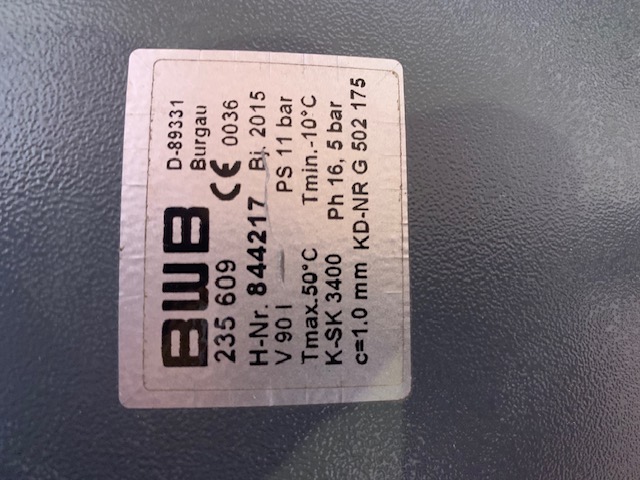 BWB D-89331
Burgau
235 609 CE 0036
H-Nr. 844217 Bj. 2015
V 90 l PS 11 bar
Tmax.50°C Tmin.-10°C
K-SK 3400 Ph 16, 5 bar
c=1.0 mm KD-NR G 502 175